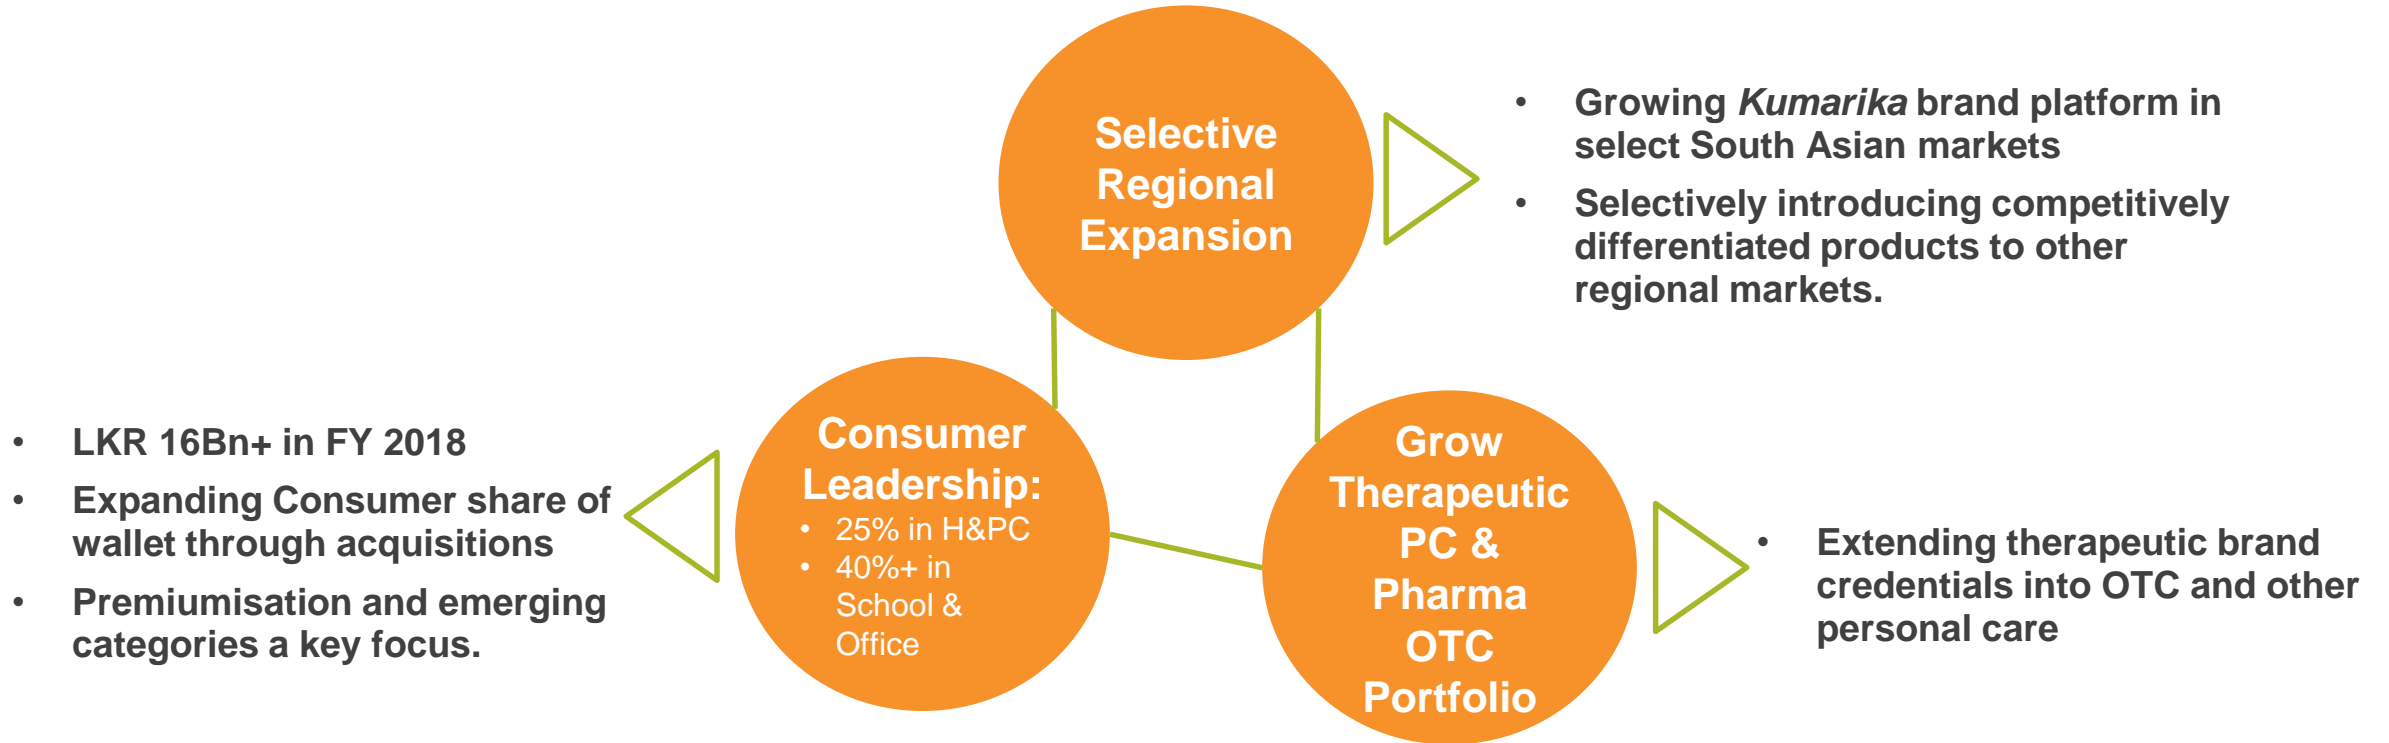 Selective
Regional
Expansion
• Growing Kumarika brand platform in
select South Asian markets
• Selectively introducing competitively
differentiated products to other
regional markets.
• LKR 16Bn+ in FY 2018
• Expanding Consumer share of
wallet through acquisitions
• Premiumisation and emerging
categories a key focus.
Consumer
Leadership:
• 25% in H&PC
• 40%+ in
School &
Office
Grow
Therapeutic
PC &
Pharma
OTC
Portfolio
• Extending therapeutic brand
credentials into OTC and other
personal care